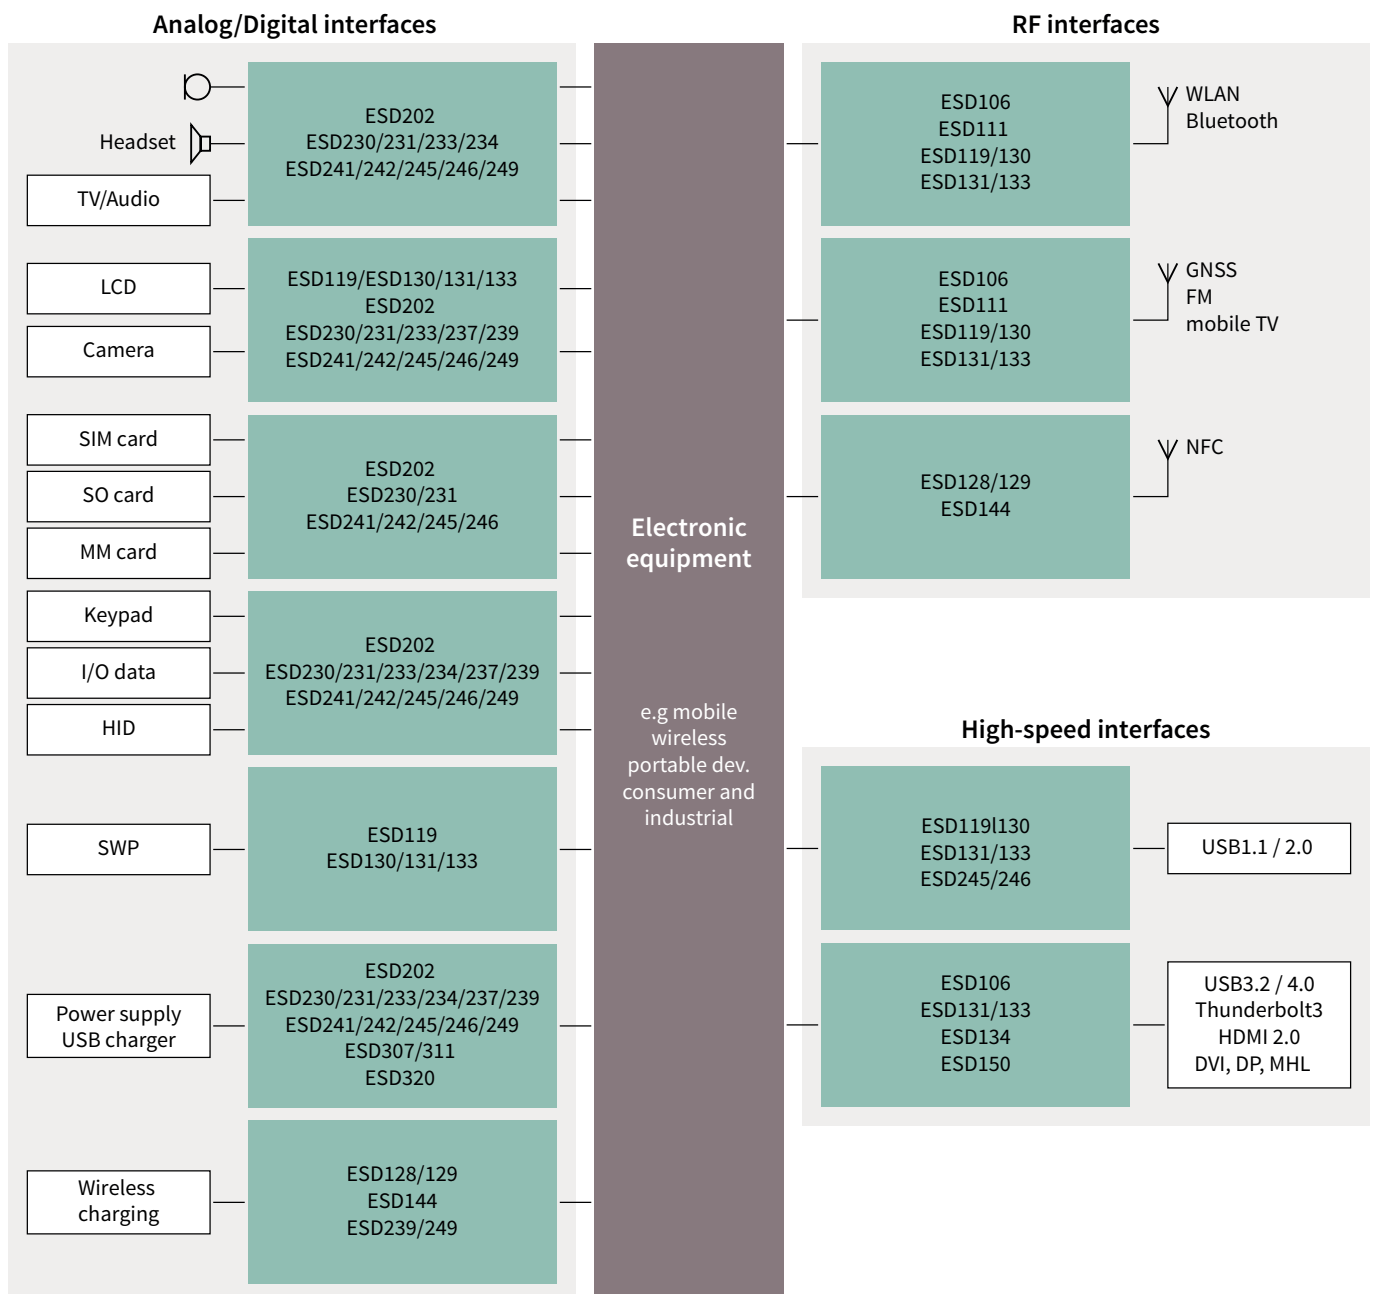 Analog/Digital interfaces
Headset
TV/Audio
ESD202
ESD230/231/233/234
ESD241/242/245/246/249
LCD
Camera
ESD119/ESD130/131/133
ESD202
ESD230/231/233/237/239
ESD241/242/245/246/249
SIM card
SO card
MM card
ESD202
ESD230/231
ESD241/242/245/246
Keypad
I/O data
HID
ESD202
ESD230/231/233/234/237/239
ESD241/242/245/246/249
SWP
ESD119
ESD130/131/133
Power supply
USB charger
ESD202
ESD230/231/233/234/237/239
ESD241/242/245/246/249
ESD307/311
ESD320
Wireless
charging
ESD128/129
ESD144
ESD239/249
Electronic
equipment
e.g mobile
wireless
portable dev.
consumer and
industrial
RF interfaces
ESD106
ESD111
ESD119/130
ESD131/133
WLAN
Bluetooth
ESD106
ESD111
ESD119/130
ESD131/133
GNSS
FM
mobile TV
ESD128/129
ESD144
NFC
High-speed interfaces
ESD119l130
ESD131/133
ESD245/246
USB1.1 / 2.0
ESD106
ESD131/133
ESD134
ESD150
USB3.2 / 4.0
Thunderbolt3
HDMI 2.0
DVI, DP, MHL